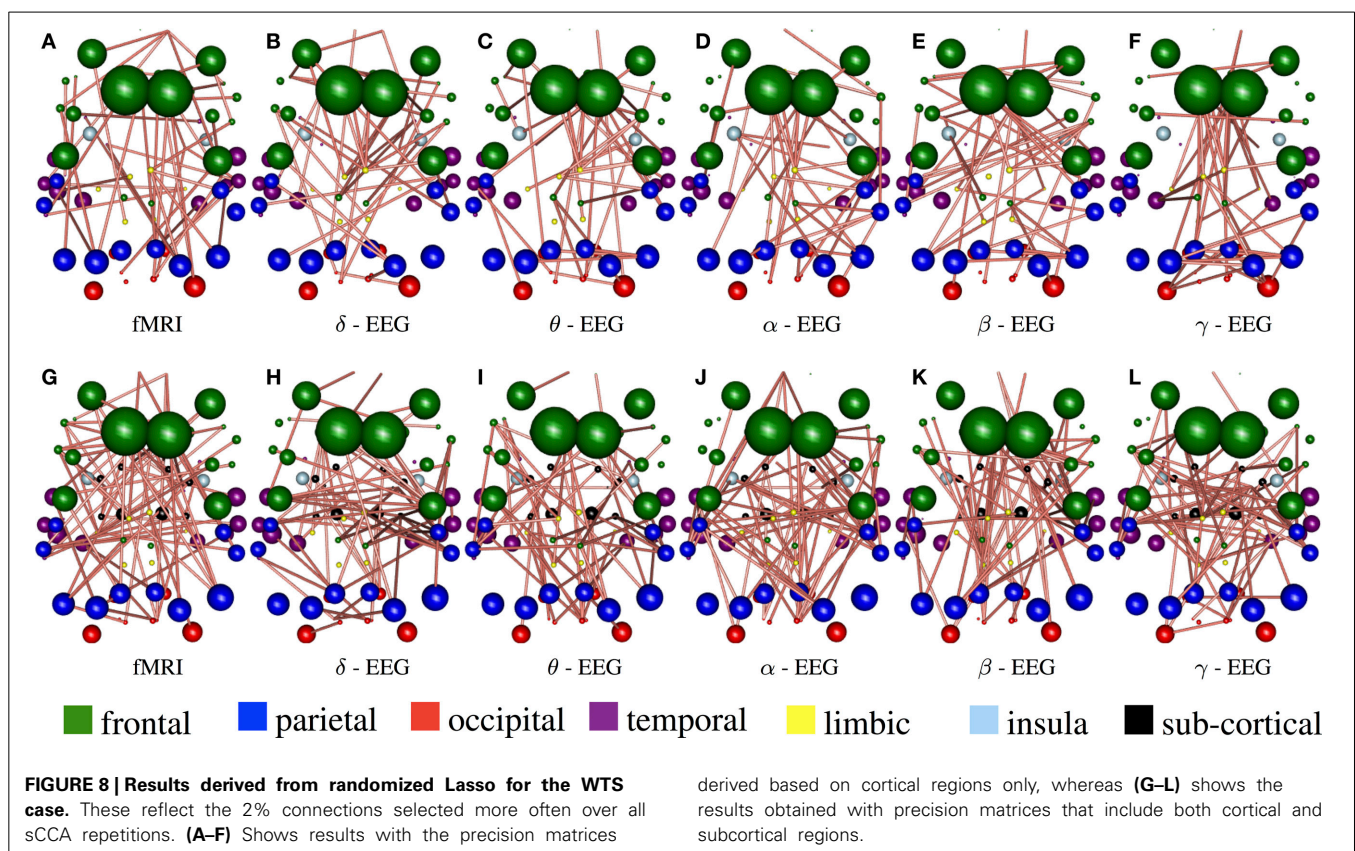 A B C D E F
fMRI δ - EEG θ - EEG α - EEG β - EEG γ - EEG
G H I J K L
fMRI δ - EEG θ - EEG α - EEG β - EEG γ - EEG
frontal parietal occipital temporal limbic insula sub-cortical
FIGURE 8 | Results derived from randomized Lasso for the WTS
case. These reflect the 2% connections selected more often over all
sCCA repetitions. (A–F) Shows results with the precision matrices
derived based on cortical regions only, whereas (G–L) shows the
results obtained with precision matrices that include both cortical and
subcortical regions.